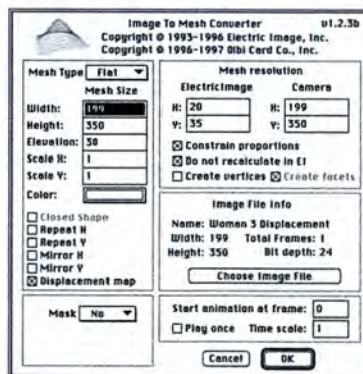 Image To Mesh Converter v1.2.3b
Copyright © 1993-1996 Electric Image, Inc.
Copyright © 1996-1997 Olbi Card Co., Inc.
Mesh Type Flat
Mesh Size
Width: 199
Height: 350
Elevation: 50
Scale X: 1
Scale Y: 1
Color:
Closed Shape
Repeat X
Repeat Y
Mirror X
Mirror Y
Displacement map
Mask No
Mesh resolution
ElectricImage Camera
X: 20 X: 199
Y: 35 Y: 350
Constrain proportions
Do not recalculate in EI
Create vertices Create facets
Image File Info
Name: Woman 3 Displacement
Width: 199 Total Frames: 1
Height: 350 Bit depth: 24
Choose Image File
Start animation at frame: 0
Play once Time scale: 1
Cancel OK